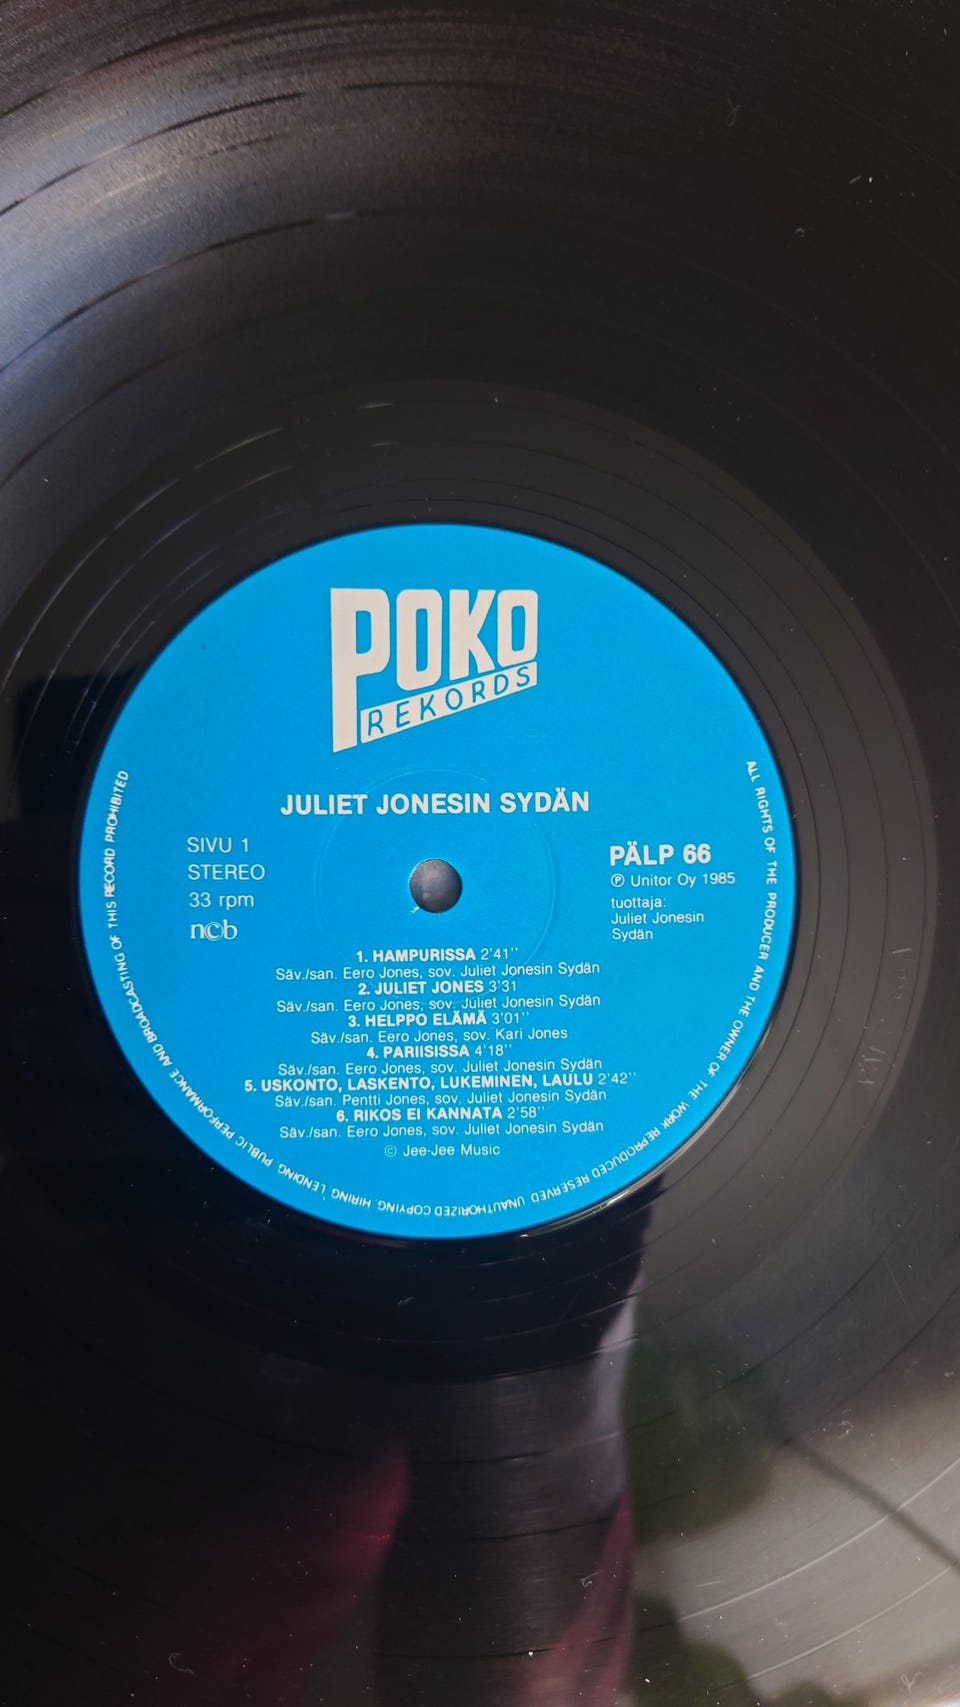 POKO
REKORDS
JULIET JONESIN SYDÄN
SIVU 1
STEREO
33 rpm
ncb
PÄLP 66
Ⓟ Unitor Oy 1985
tuottaja:
Juliet Jonesin
Sydän
1. HAMPURISSA 2'41''
Säv./san. Eero Jones, sov. Juliet Jonesin Sydän
2. JULIET JONES 3'31
Säv./san. Eero Jones, sov. Juliet Jonesin Sydän
3. HELPPO ELÄMÄ 3'01''
Säv./san. Eero Jones, sov. Kari Jones
4. PARIISISSA 4'18''
Säv./san. Eero Jones, sov. Juliet Jonesin Sydän
5. USKONTO, LASKENTO, LUKEMINEN, LAULU 2'42''
Säv./san. Pentti Jones, sov. Juliet Jonesin Sydän
6. RIKOS EI KANNATA 2'58''
Säv./san. Eero Jones, sov. Juliet Jonesin Sydän
© Jee-Jee Music
ALL RIGHTS OF THE PRODUCER AND THE OWNER OF THE WORK REPRODUCED RESERVED. UNAUTHORIZED COPYING. HIRING. LENDING. PUBLIC PERFORMANCE AND BROADCASTING OF THIS RECORD PROHIBITED